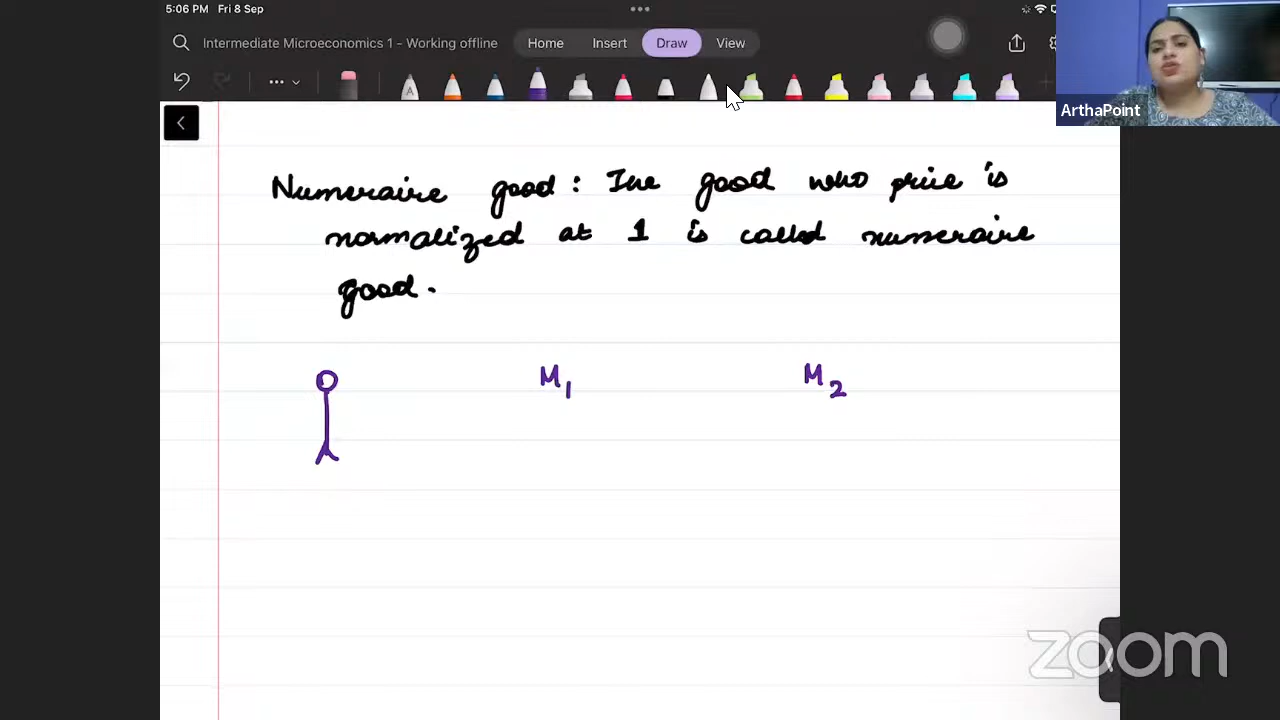 5:06 PM Fri 8 Sep
Intermediate Microeconomics 1 - Working offline
Home Insert Draw View
A
ArthaPoint
Numeraire good: The good who price is
normalized at 1 is called numeraire
good.
M1 M2
zoom